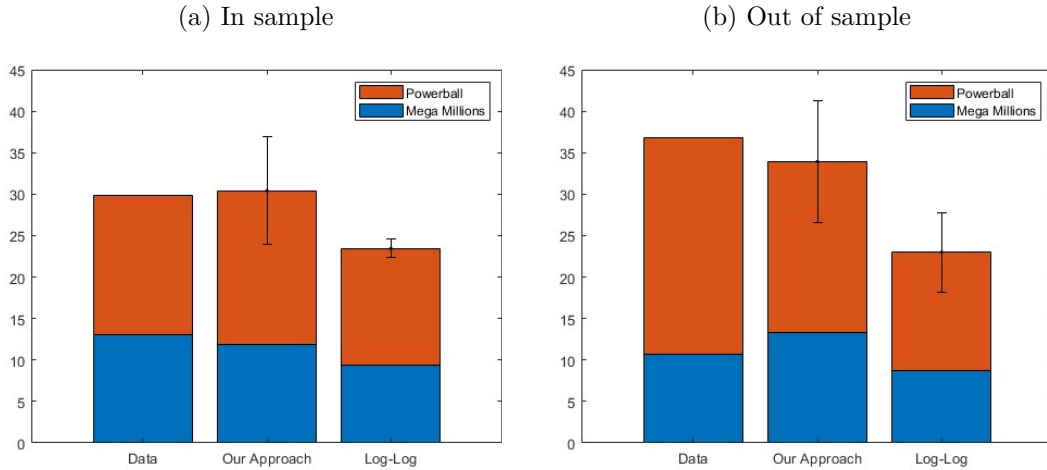 (a) In sample
45
40
35
30
25
20
15
10
5
0
Powerball
Mega Millions
Data
Our Approach
Log-Log
(b) Out of sample
45
40
35
30
25
20
15
10
5
0
Powerball
Mega Millions
Data
Our Approach
Log-Log